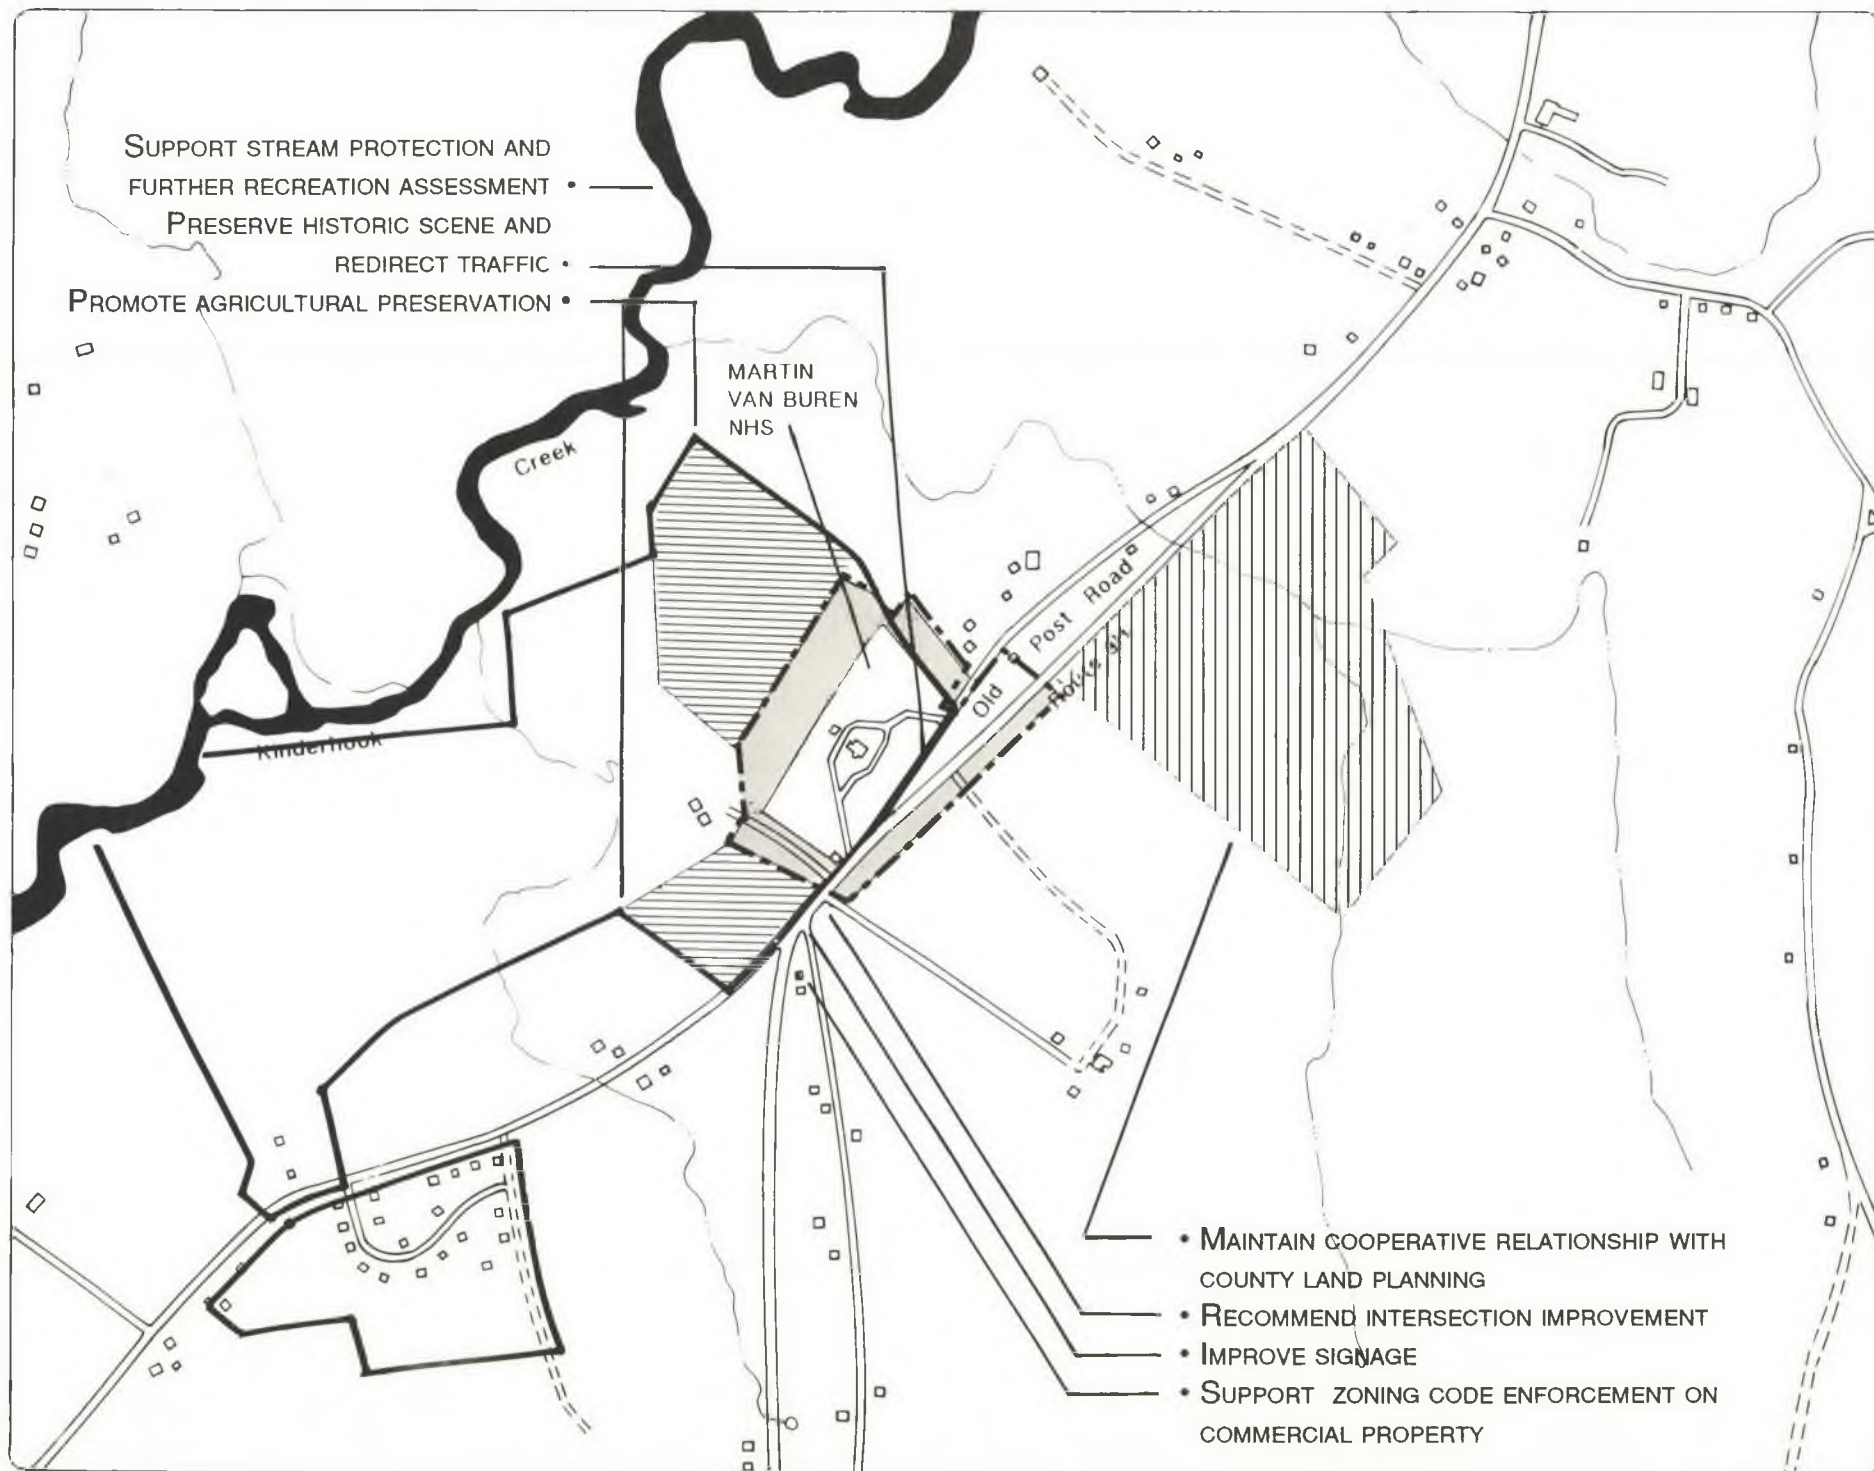 SUPPORT STREAM PROTECTION AND
FURTHER RECREATION ASSESSMENT •
PRESERVE HISTORIC SCENE AND
REDIRECT TRAFFIC •
PROMOTE AGRICULTURAL PRESERVATION •
MARTIN
VAN BUREN
NHS
Creek
Kinderhook
Old Post Road
Route 9H
• MAINTAIN COOPERATIVE RELATIONSHIP WITH
COUNTY LAND PLANNING
• RECOMMEND INTERSECTION IMPROVEMENT
• IMPROVE SIGNAGE
• SUPPORT ZONING CODE ENFORCEMENT ON
COMMERCIAL PROPERTY